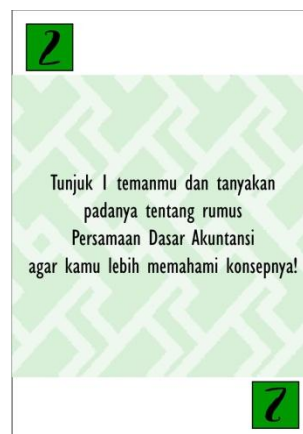 2
Tunjuk 1 temanmu dan tanyakan
padanya tentang rumus
Persamaan Dasar Akuntansi
agar kamu lebih memahami konsepnya!
2